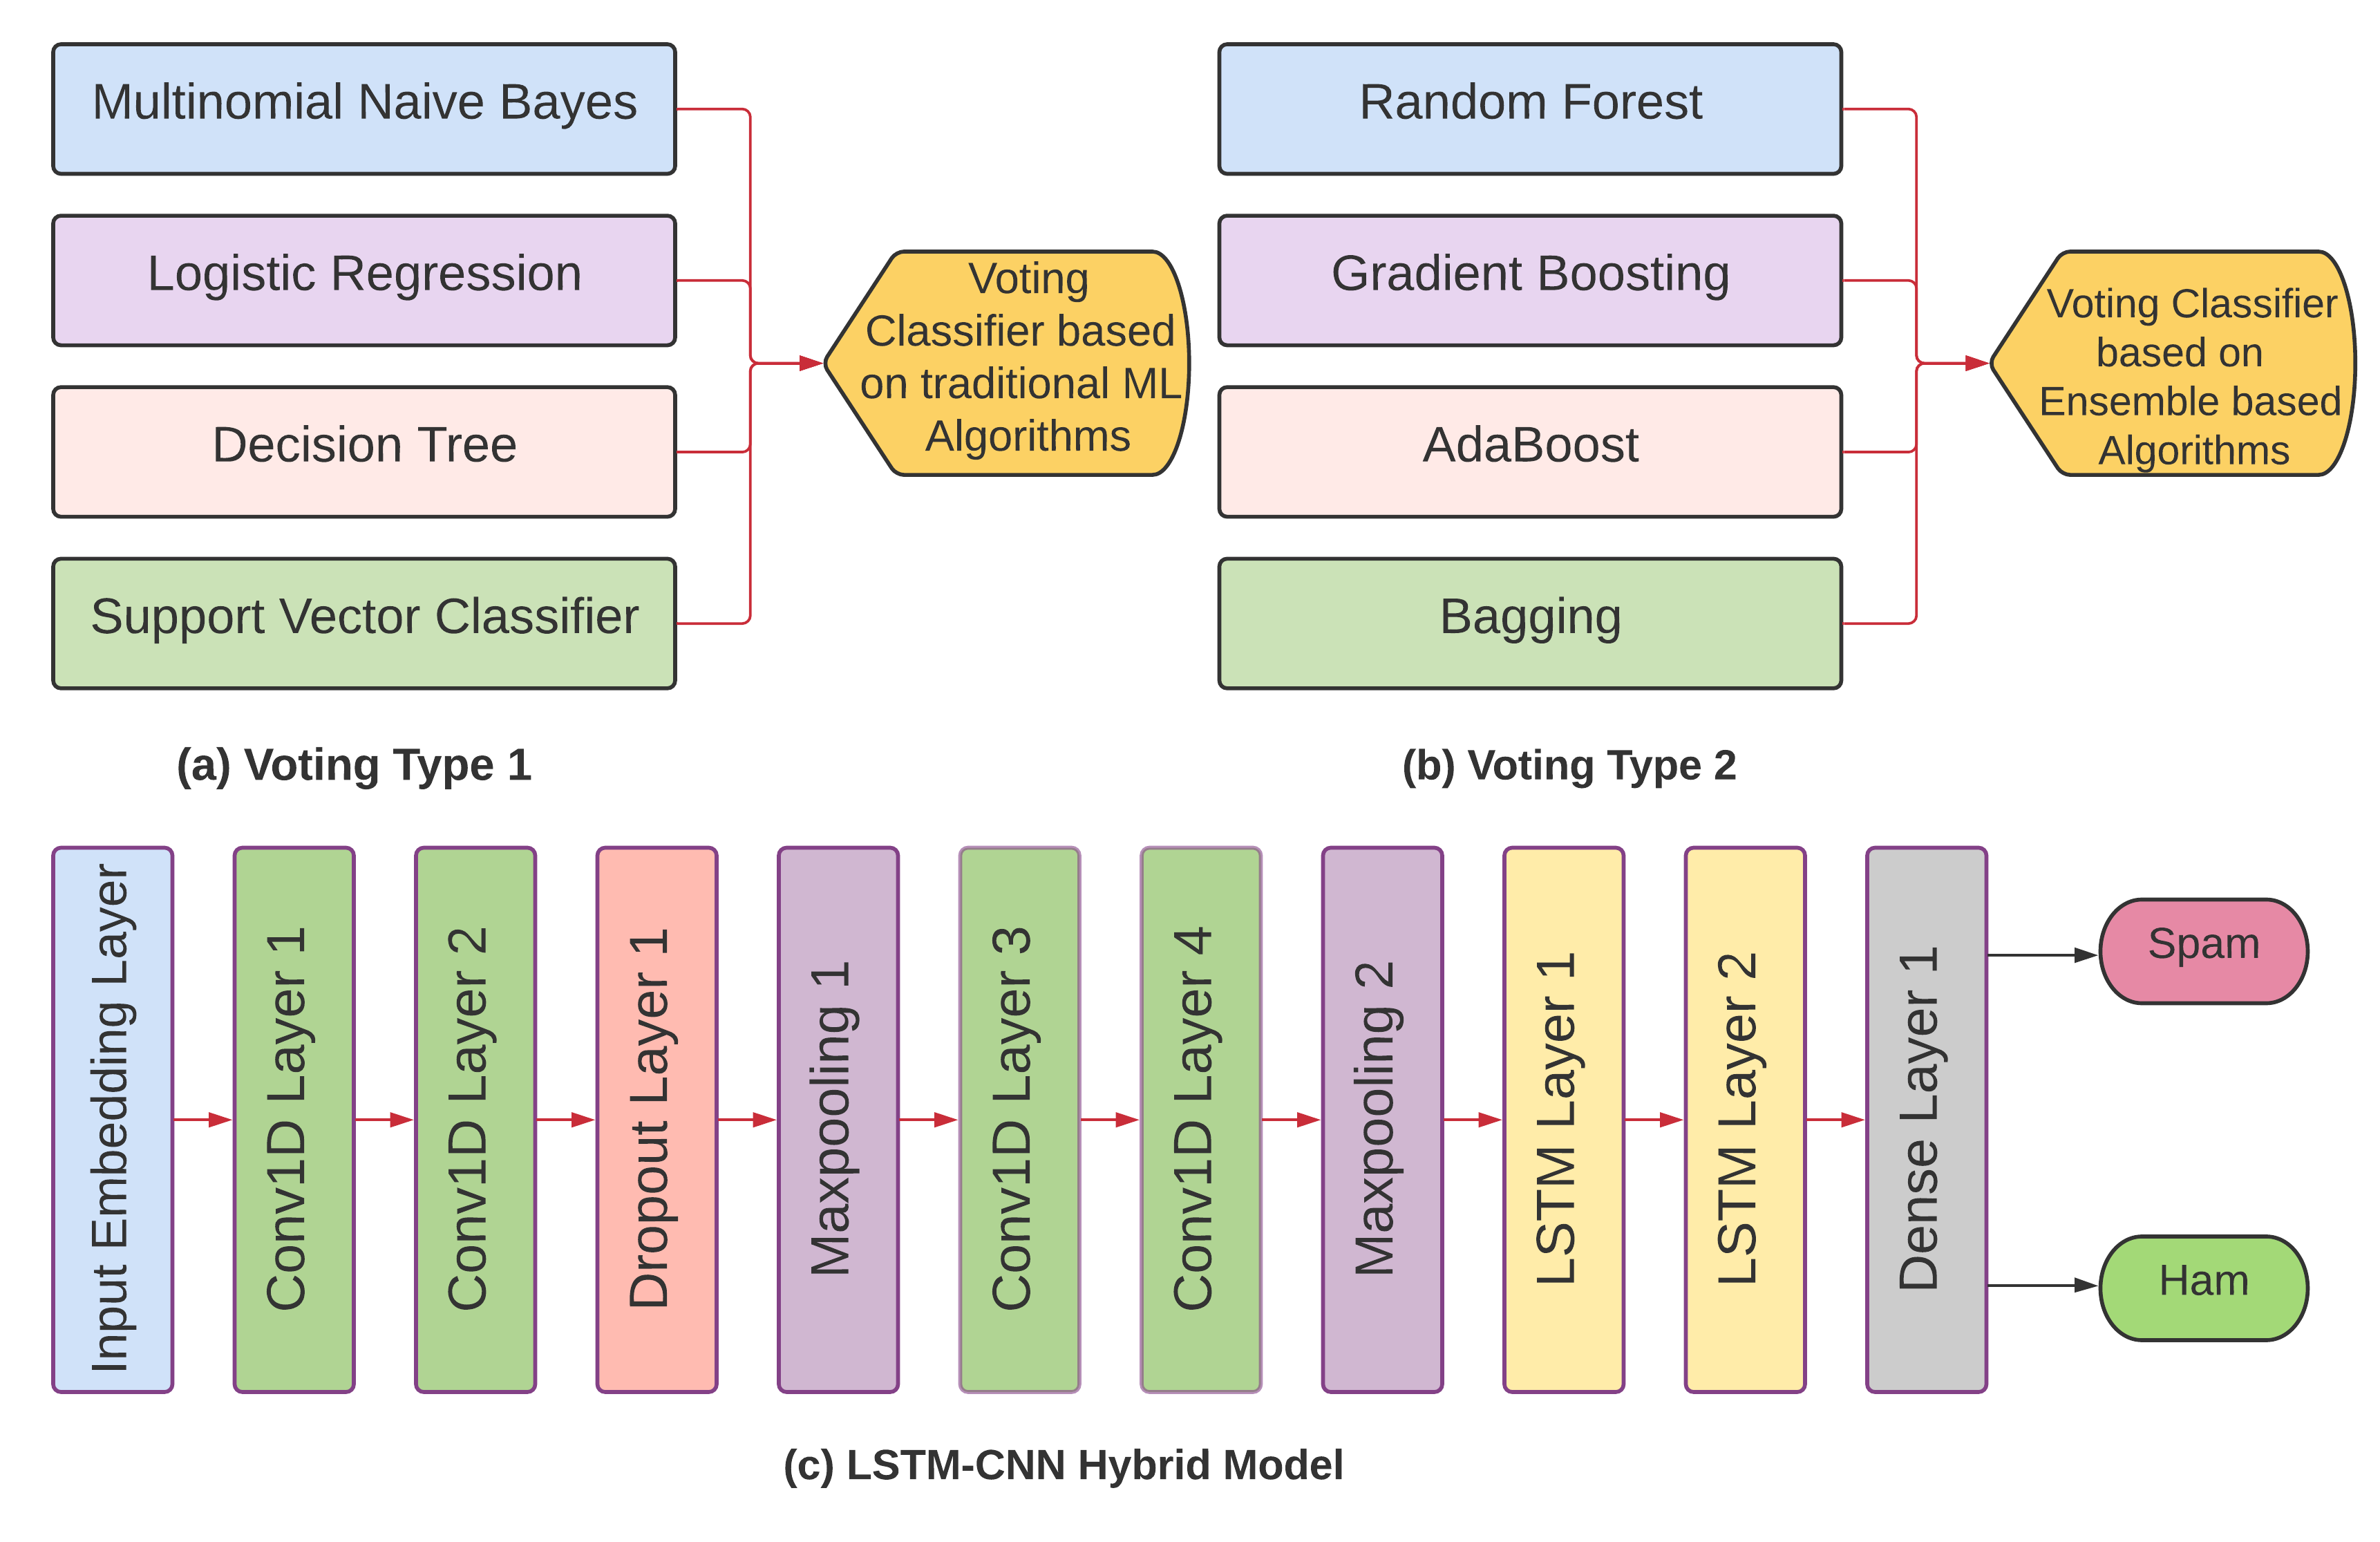 Multinomial Naive Bayes
Logistic Regression
Decision Tree
Support Vector Classifier
Voting
Classifier based
on traditional ML
Algorithms
(a) Voting Type 1
Random Forest
Gradient Boosting
AdaBoost
Bagging
Voting Classifier
based on
Ensemble based
Algorithms
(b) Voting Type 2
Input Embedding Layer
Conv1D Layer 1
Conv1D Layer 2
Dropout Layer 1
Maxpooling 1
Conv1D Layer 3
Conv1D Layer 4
Maxpooling 2
LSTM Layer 1
LSTM Layer 2
Dense Layer 1
Spam
Ham
(c) LSTM-CNN Hybrid Model